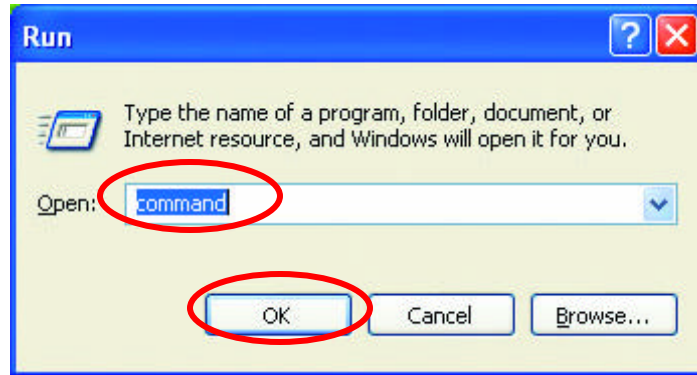 Run
Type the name of a program, folder, document, or
Internet resource, and Windows will open it for you.
Open: command
OK Cancel Browse...